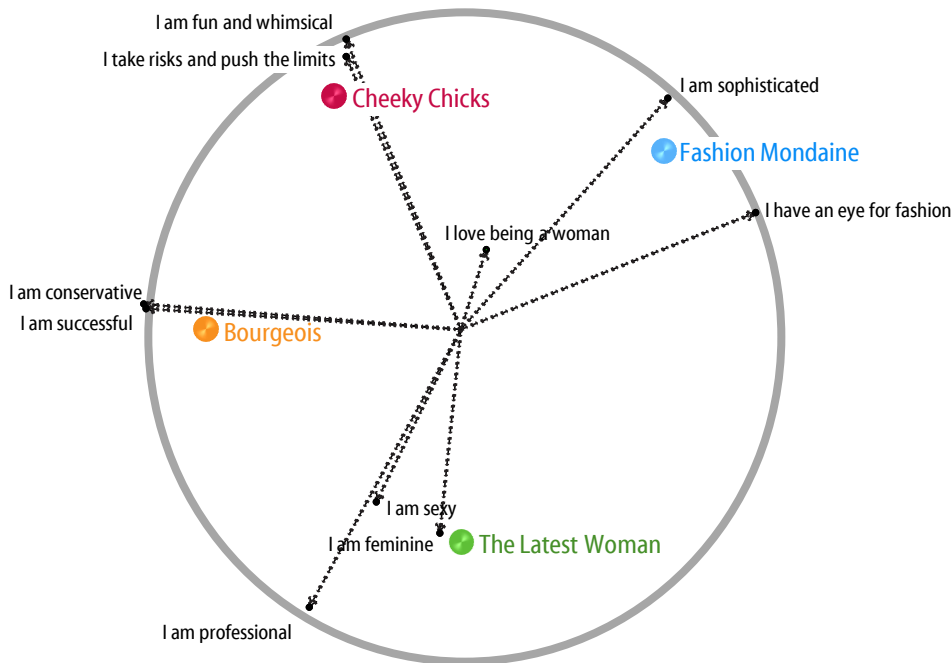 I am fun and whimsical
I take risks and push the limits
Cheeky Chicks
I am sophisticated
Fashion Mondaine
I have an eye for fashion
I love being a woman
I am conservative
I am successful
Bourgeois
I am sexy
I am feminine
The Latest Woman
I am professional